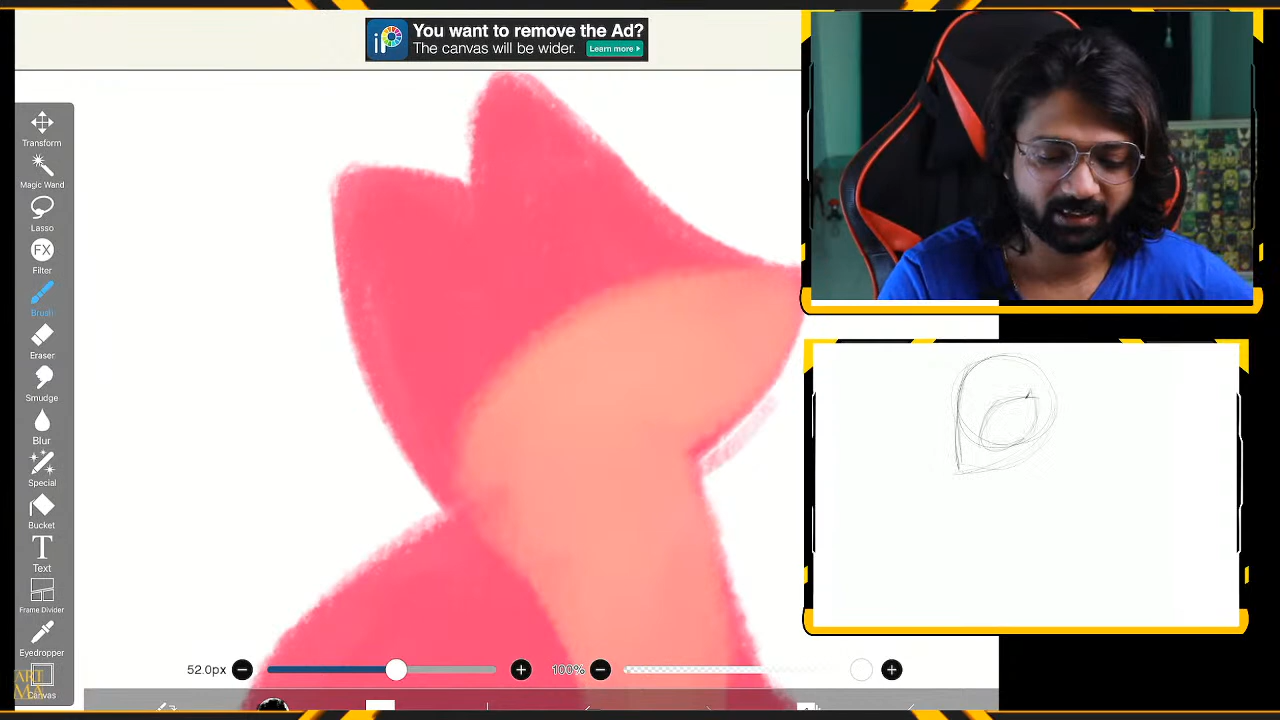 You want to remove the Ad?
The canvas will be wider.
Learn more
Transform
Magic Wand
Lasso
FX
Filter
Brush
Eraser
Smudge
Blur
Special
Bucket
T
Text
Frame Divider
Eyedropper
Canvas
52.0px
100%